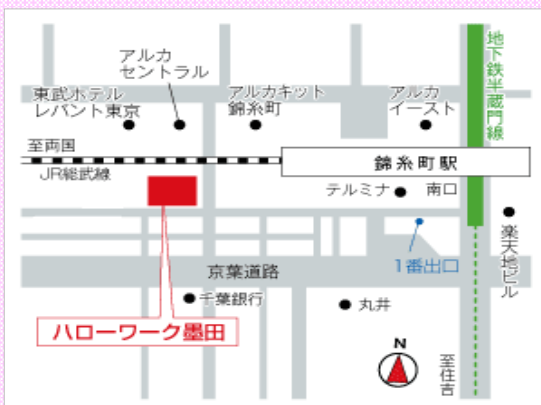 アルカ
セントラル
東武ホテル
レバント東京
アルカキット
錦糸町
アルカ
イースト
地下鉄半蔵門線
至両国
JR総武線
錦糸町駅
テルミナ
南口
1番出口
楽天地ビル
京葉道路
千葉銀行
丸井
ハローワーク墨田
N
至住吉